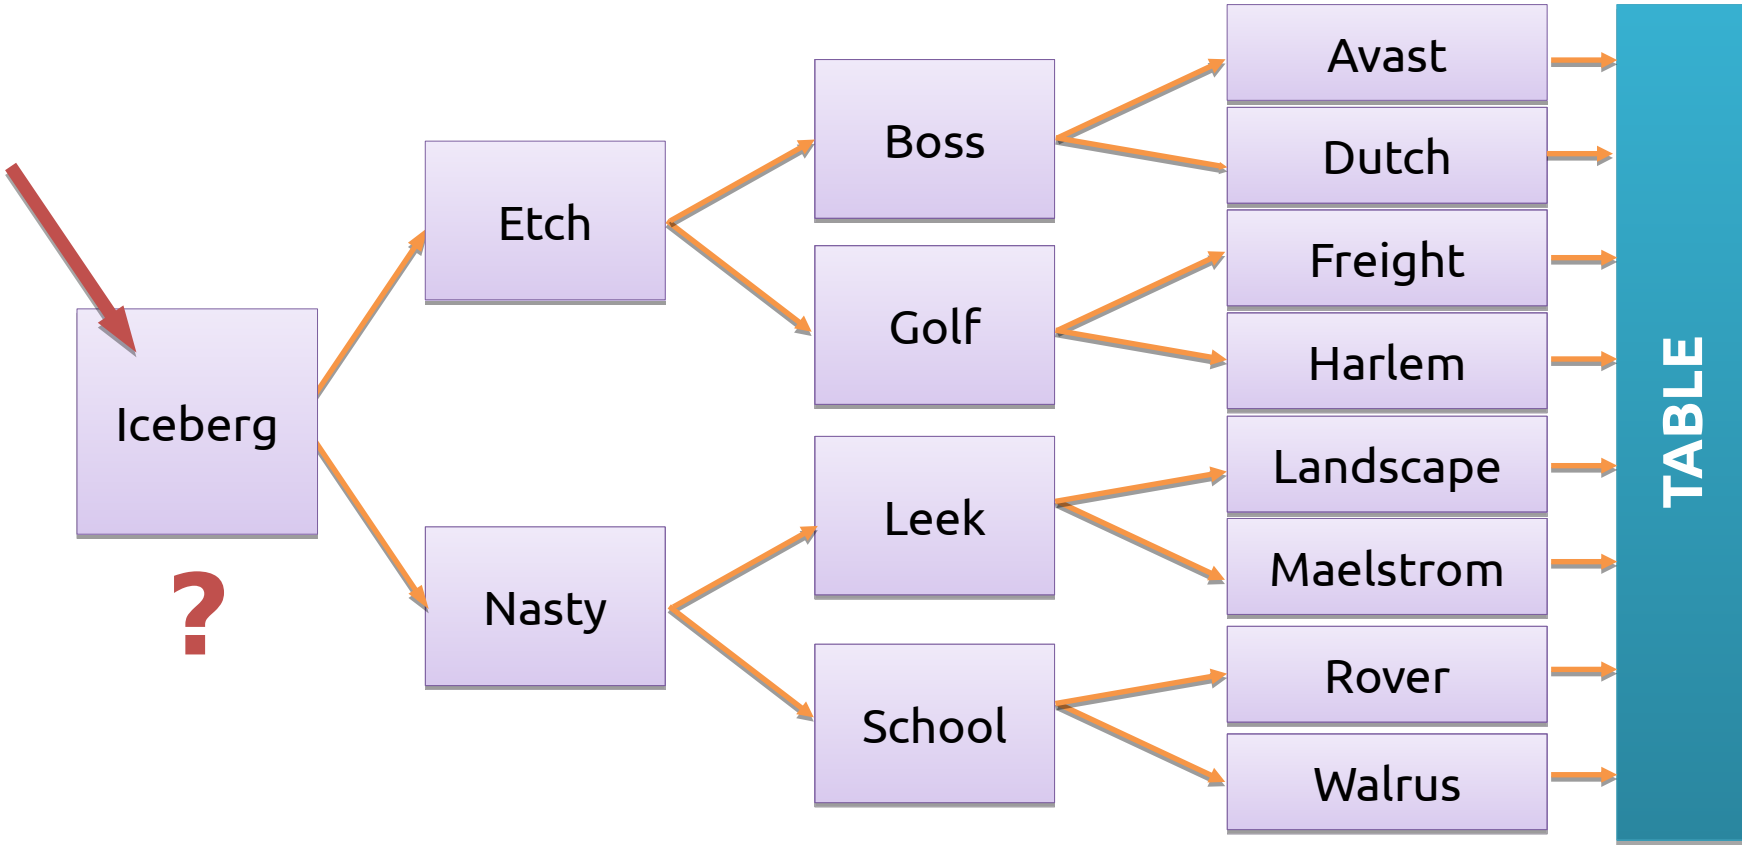 Iceberg
?
Etch
Nasty
Boss
Golf
Leek
School
Avast
Dutch
Freight
Harlem
Landscape
Maelstrom
Rover
Walrus
TABLE